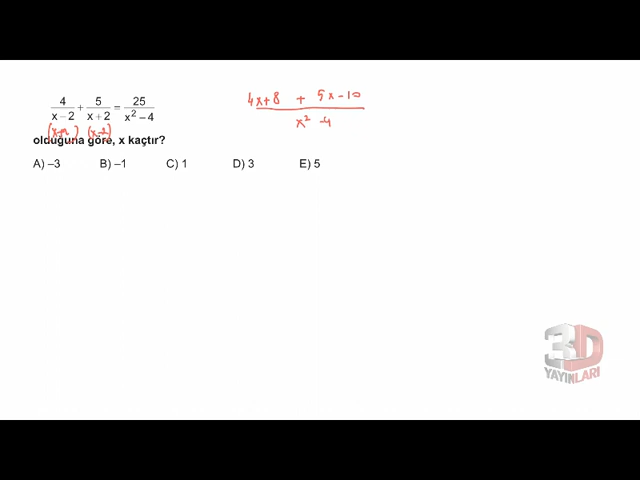 4/(x − 2) + 5/(x + 2) = 25/(x² − 4)
(x+2) (x-2)
4x+8 + 5x-10
x² -4
olduğuna göre, x kaçtır?
A) –3 B) –1 C) 1 D) 3 E) 5
3D
YAYINLARI